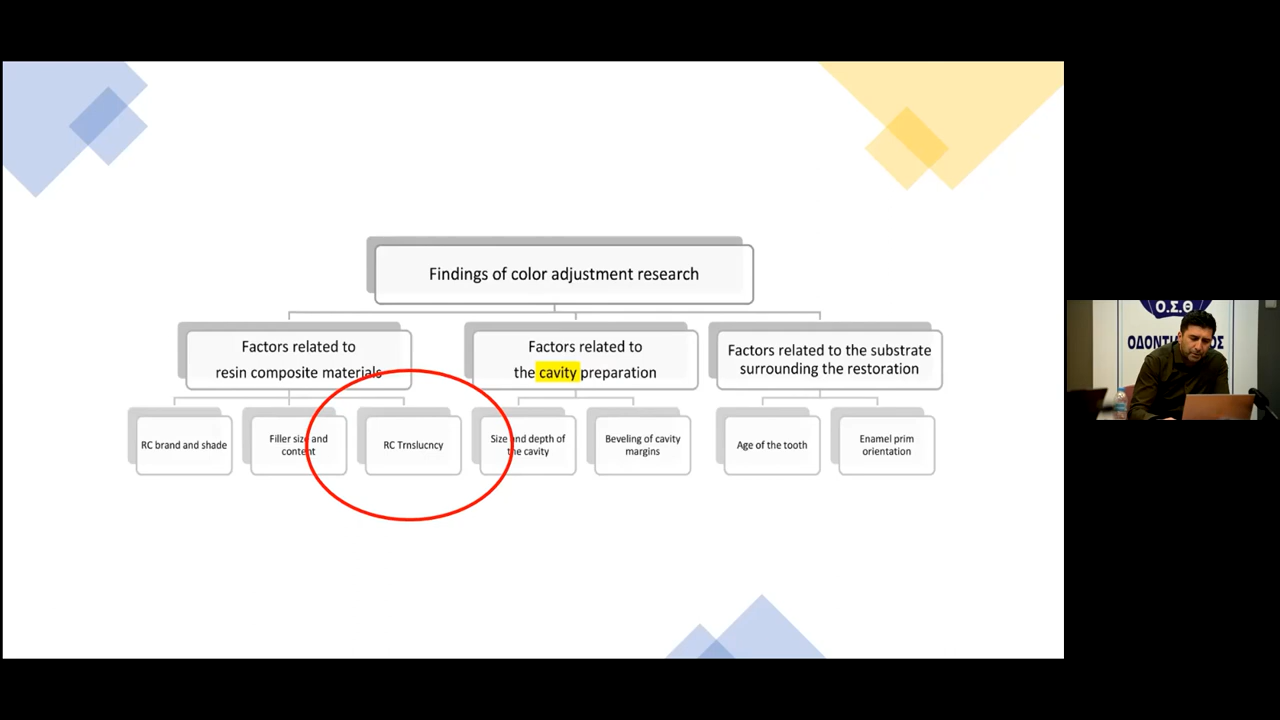 Findings of color adjustment research
Factors related to
resin composite materials
Factors related to
the cavity preparation
Factors related to the substrate
surrounding the restoration
RC brand and shade
Filler size and
content
RC Trnslucncy
Size and depth of
the cavity
Beveling of cavity
margins
Age of the tooth
Enamel prim
orientation
Ο.Σ.Θ